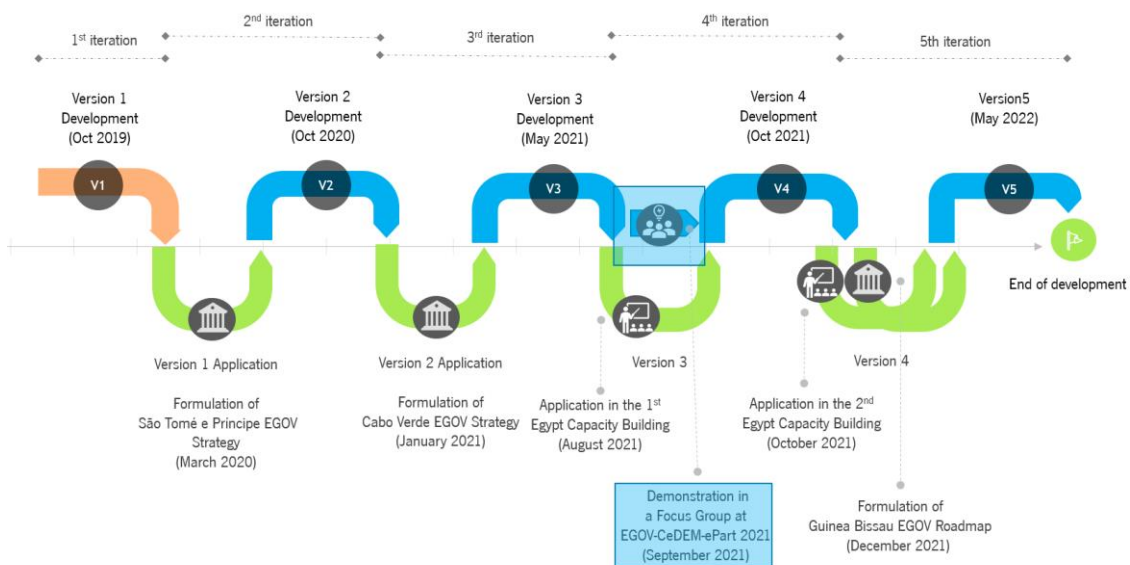 1st iteration
2nd iteration
3rd iteration
4th iteration
5th iteration
Version 1
Development
(Oct 2019)
Version 2
Development
(Oct 2020)
Version 3
Development
(May 2021)
Version 4
Development
(Oct 2021)
Version5
(May 2022)
V1
V2
V3
V4
V5
End of development
Version 1 Application
Formulation of
São Tomé e Príncipe EGOV
Strategy
(March 2020)
Version 2 Application
Formulation of
Cabo Verde EGOV Strategy
(January 2021)
Version 3
Application in the 1st
Egypt Capacity Building
(August 2021)
Demonstration in
a Focus Group at
EGOV-CeDEM-ePart 2021
(September 2021)
Version 4
Application in the 2nd
Egypt Capacity Building
(October 2021)
Formulation of
Guinea Bissau EGOV Roadmap
(December 2021)